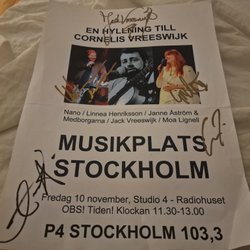 EN HYLLNING TILL
CORNELIS VREESWIJK
Nano / Linnea Henriksson / Janne Åström &
Medborgarna / Jack Vreeswijk / Moa Lignell
MUSIKPLATS
STOCKHOLM
Fredag 10 november, Studio 4 - Radiohuset
OBS! Tiden! Klockan 11.30-13.00
P4 STOCKHOLM 103,3